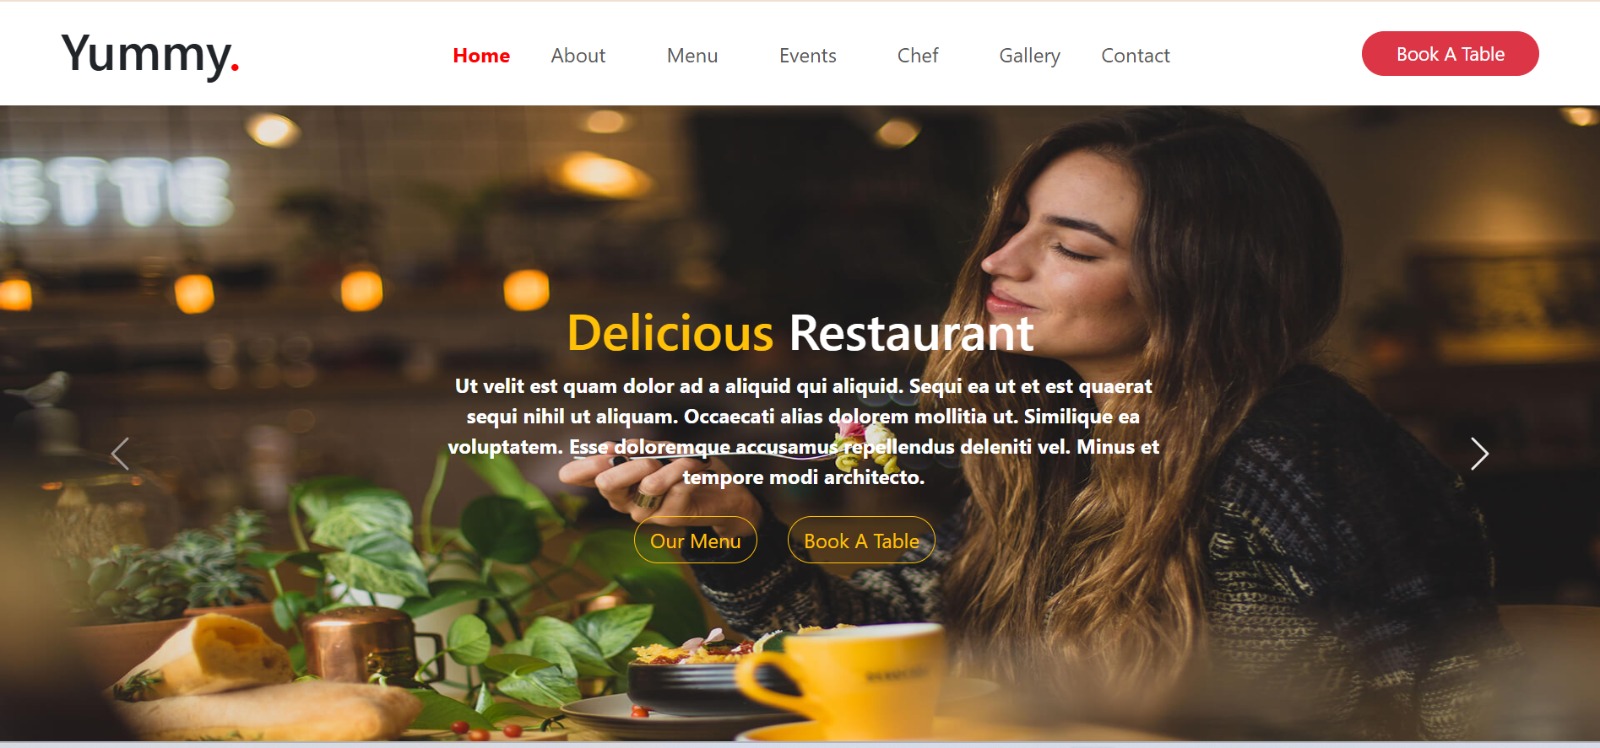 Yummy.
Home About Menu Events Chef Gallery Contact
Book A Table
ETTE
Delicious Restaurant
Ut velit est quam dolor ad a aliquid qui aliquid. Sequi ea ut et est quaerat
sequi nihil ut aliquam. Occaecati alias dolorem mollitia ut. Similique ea
voluptatem. Esse doloremque accusamus repellendus deleniti vel. Minus et
tempore modi architecto.
Our Menu
Book A Table